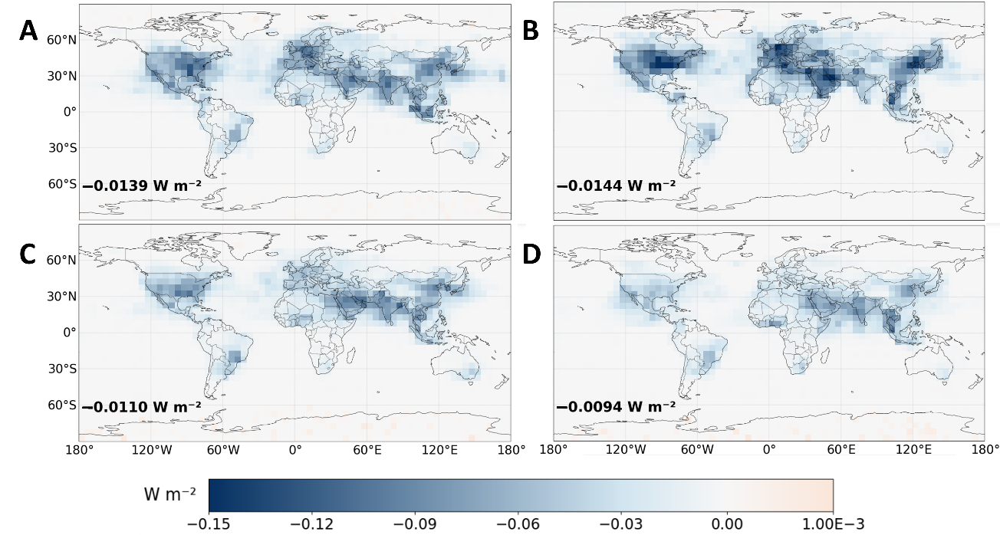 A
B
60°N
30°N
0°
30°S
60°S
−0.0139 W m⁻²
−0.0144 W m⁻²
C
D
60°N
30°N
0°
30°S
60°S
−0.0110 W m⁻²
−0.0094 W m⁻²
180° 120°W 60°W 0° 60°E 120°E 180°
180° 120°W 60°W 0° 60°E 120°E 180°
W m⁻²
−0.15 −0.12 −0.09 −0.06 −0.03 0.00 1.00E−3